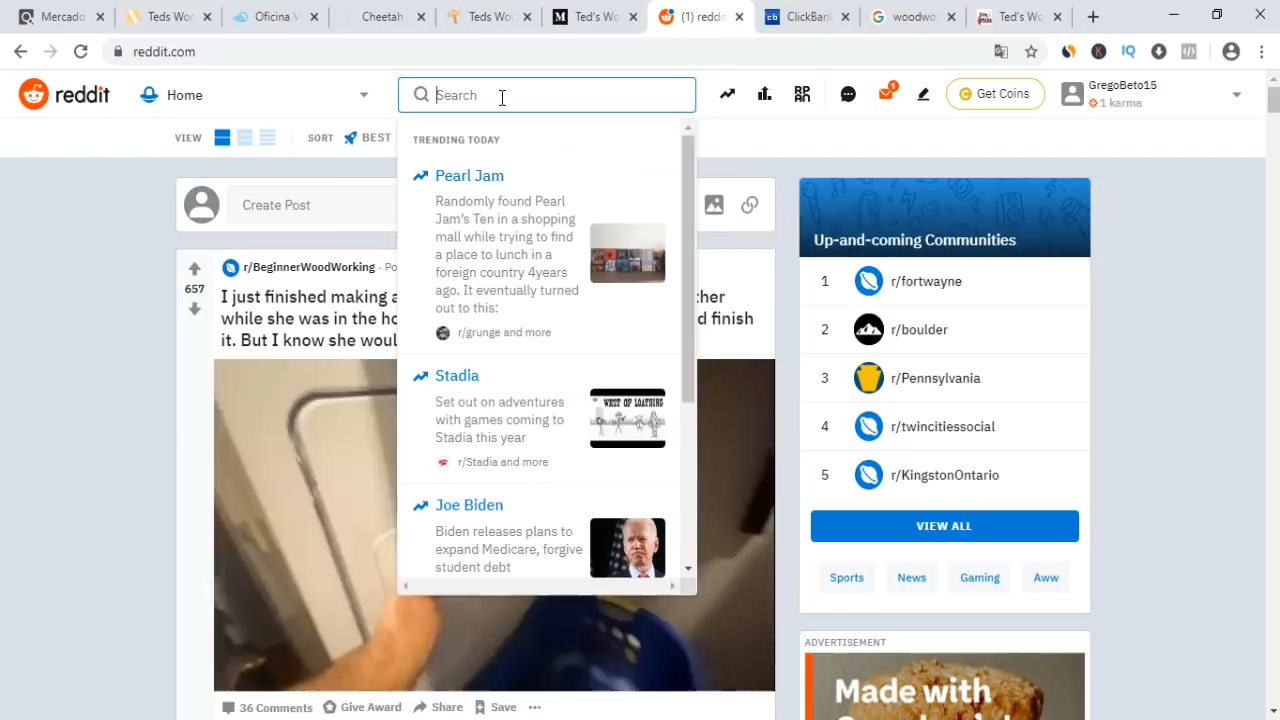 Mercado
Teds Wor
Oficina V
Cheetah
Teds Wo
Ted's Wo
(1) reddi
ClickBan
woodwo
Ted's Wo
reddit.com
reddit
Home
Search
Get Coins
GregoBeto15
1 karma
VIEW
SORT
BEST
TRENDING TODAY
Pearl Jam
Randomly found Pearl
Jam's Ten in a shopping
mall while trying to find
a place to lunch in a
foreign country 4years
ago. It eventually turned
out to this:
r/grunge and more
Stadia
Set out on adventures
with games coming to
Stadia this year
WEST OF LOATHING
r/Stadia and more
Joe Biden
Biden releases plans to
expand Medicare, forgive
student debt
Create Post
r/BeginnerWoodWorking • Po
657
I just finished making a
ther
while she was in the ho
d finish
it. But I know she woul
36 Comments
Give Award
Share
Save
Up-and-coming Communities
1 r/fortwayne
2 r/boulder
3 r/Pennsylvania
4 r/twincitiessocial
5 r/KingstonOntario
VIEW ALL
Sports
News
Gaming
Aww
ADVERTISEMENT
Made with